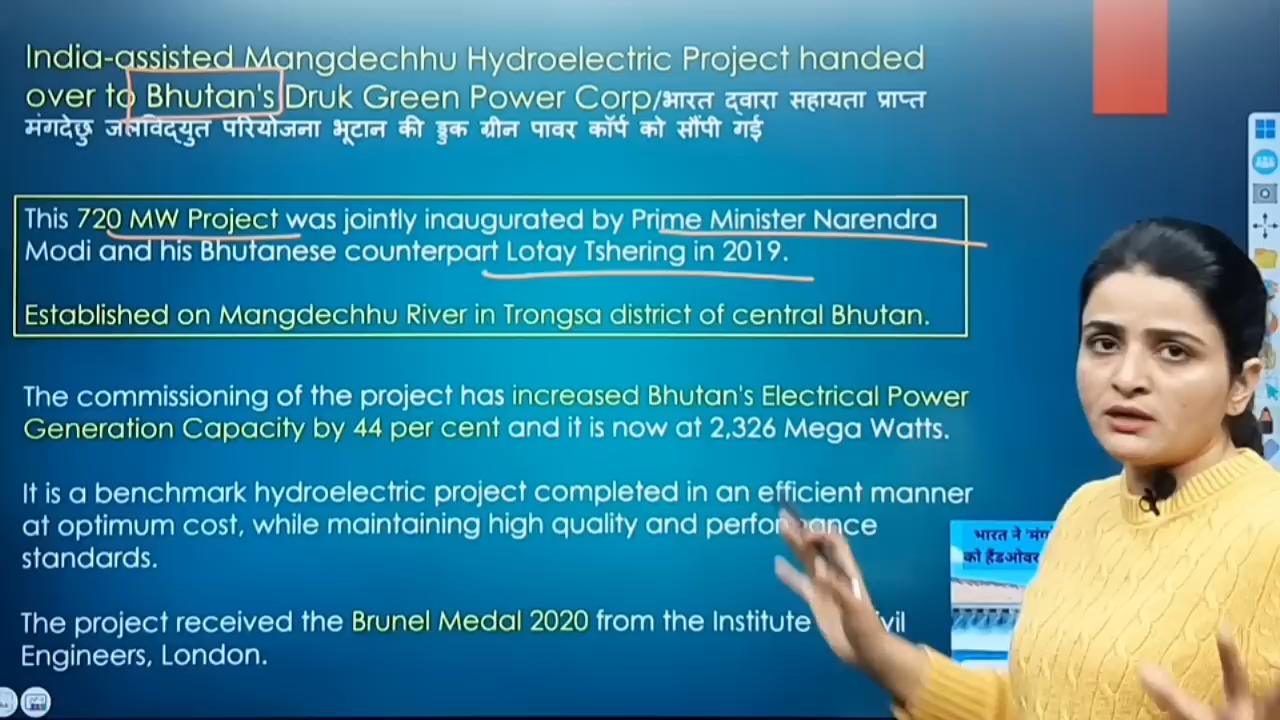 India-assisted Mangdechhu Hydroelectric Project handed
over to Bhutan's Druk Green Power Corp/भारत द्वारा सहायता प्राप्त
मंगदेछु जलविद्युत परियोजना भूटान की ड्रुक ग्रीन पावर कॉर्प को सौंपी गई
This 720 MW Project was jointly inaugurated by Prime Minister Narendra
Modi and his Bhutanese counterpart Lotay Tshering in 2019.
Established on Mangdechhu River in Trongsa district of central Bhutan.
The commissioning of the project has increased Bhutan's Electrical Power
Generation Capacity by 44 per cent and it is now at 2,326 Mega Watts.
It is a benchmark hydroelectric project completed in an efficient manner
at optimum cost, while maintaining high quality and performance
standards.
The project received the Brunel Medal 2020 from the Institute
Engineers, London.
भारत ने
को हैंडओवर